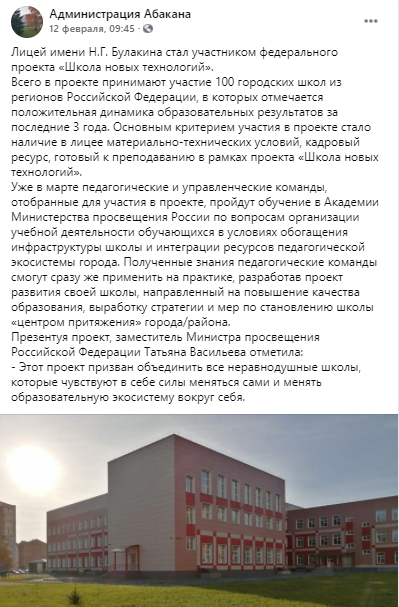 Администрация Абакана
12 февраля, 09:45 ·
Лицей имени Н.Г. Булакина стал участником федерального
проекта «Школа новых технологий».
Всего в проекте принимают участие 100 городских школ из
регионов Российской Федерации, в которых отмечается
положительная динамика образовательных результатов за
последние 3 года. Основным критерием участия в проекте стало
наличие в лицее материально-технических условий, кадровый
ресурс, готовый к преподаванию в рамках проекта «Школа новых
технологий».
Уже в марте педагогические и управленческие команды,
отобранные для участия в проекте, пройдут обучение в Академии
Министерства просвещения России по вопросам организации
учебной деятельности обучающихся в условиях обогащения
инфраструктуры школы и интеграции ресурсов педагогической
экосистемы города. Полученные знания педагогические команды
смогут сразу же применить на практике, разработав проект
развития своей школы, направленный на повышение качества
образования, выработку стратегии и мер по становлению школы
«центром притяжения» города/района.
Презентуя проект, заместитель Министра просвещения
Российской Федерации Татьяна Васильева отметила:
- Этот проект призван объединить все неравнодушные школы,
которые чувствуют в себе силы меняться сами и менять
образовательную экосистему вокруг себя.